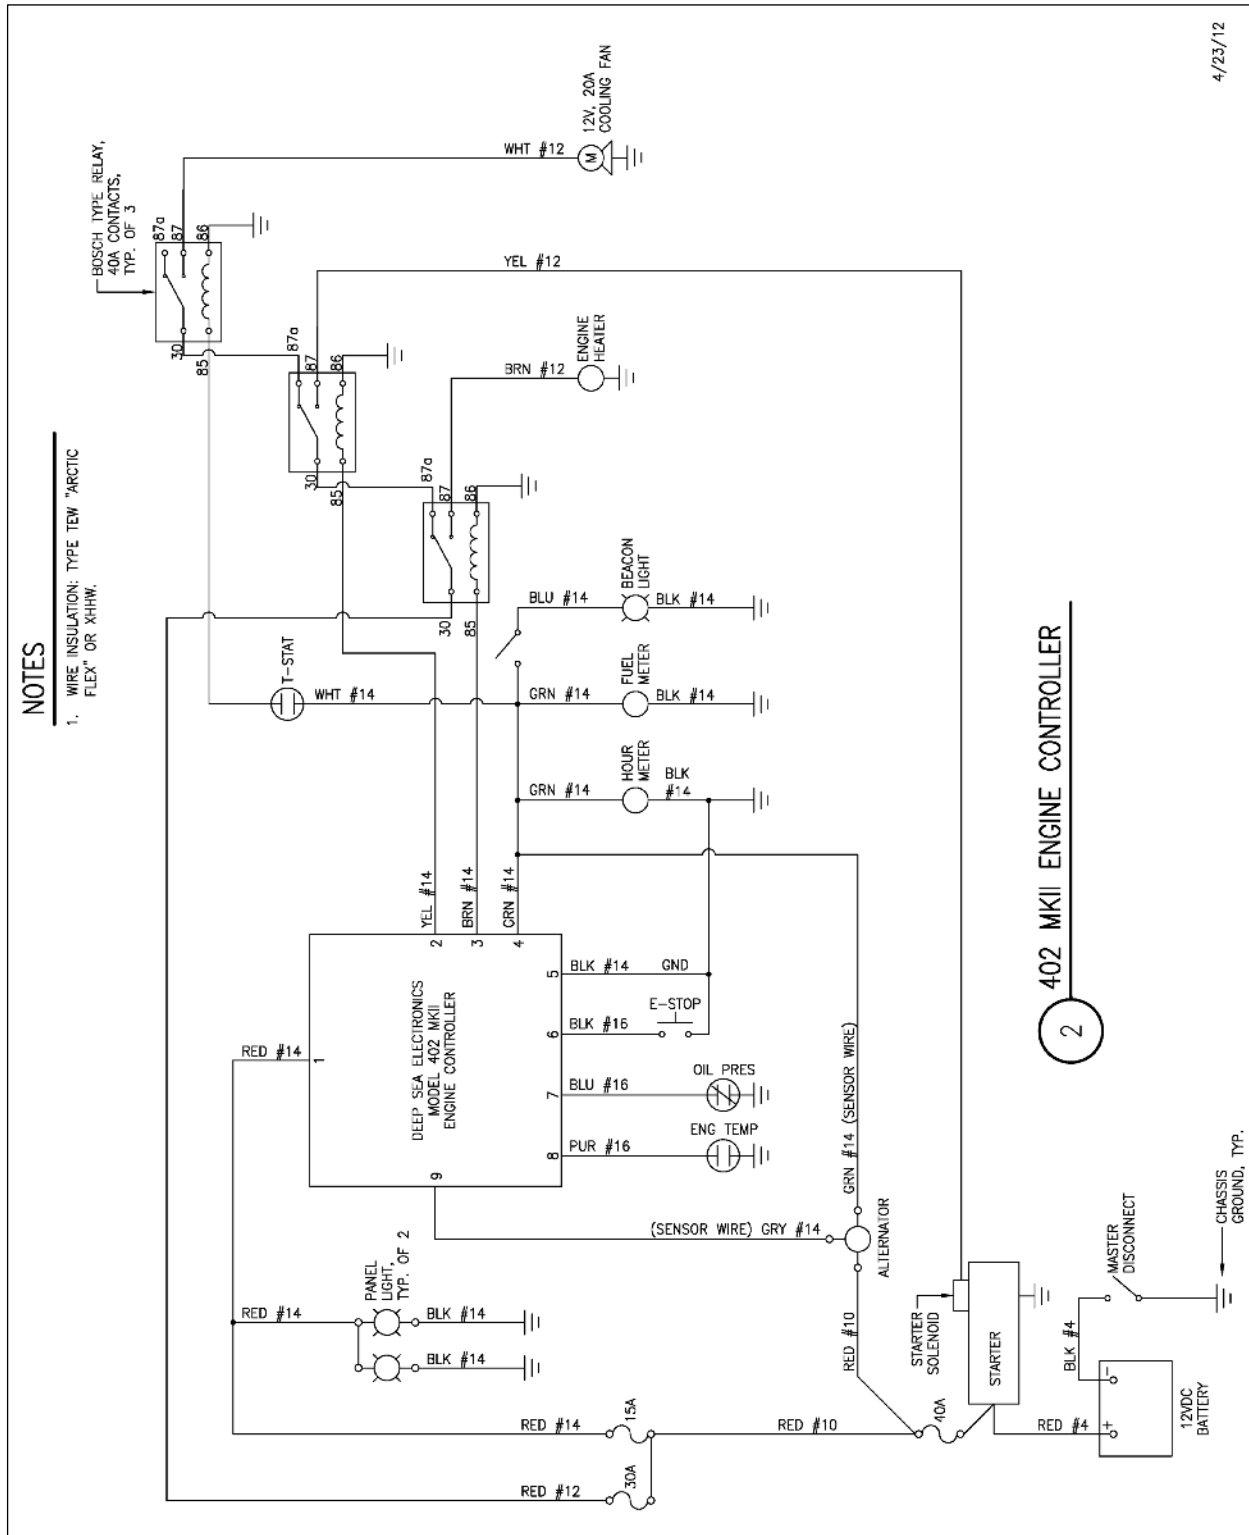 NOTES
1. WIRE INSULATION: TYPE TEW "ARCTIC
FLEX" OR XHHW.
BOSCH TYPE RELAY,
40A CONTACTS,
TYP. OF 3
87a
87
86
30
85
WHT #12
12V, 20A
COOLING FAN
M
87a
87
86
30
85
YEL #12
87a
87
86
30
85
BRN #12
ENGINE
HEATER
T-STAT
WHT #14
BLU #14
BEACON
LIGHT
BLK #14
GRN #14
FUEL
METER
BLK #14
GRN #14
HOUR
METER
BLK
#14
YEL #14
BRN #14
GRN #14
2
3
4
RED #14
1
DEEP SEA ELECTRONICS
MODEL 402 MKII
ENGINE CONTROLLER
5
6
7
8
9
BLK #14
GND
BLK #16
E-STOP
BLU #16
OIL PRES
PUR #16
ENG TEMP
(SENSOR WIRE) GRY #14
GRN #14 (SENSOR WIRE)
ALTERNATOR
RED #14
PANEL
LIGHT,
TYP. OF 2
BLK #14
BLK #14
RED #10
STARTER
SOLENOID
STARTER
RED #14
15A
RED #10
40A
RED #4
RED #12
30A
12VDC
BATTERY
+
-
BLK #4
MASTER
DISCONNECT
CHASSIS
GROUND, TYP.
2
402 MKII ENGINE CONTROLLER
4/23/12